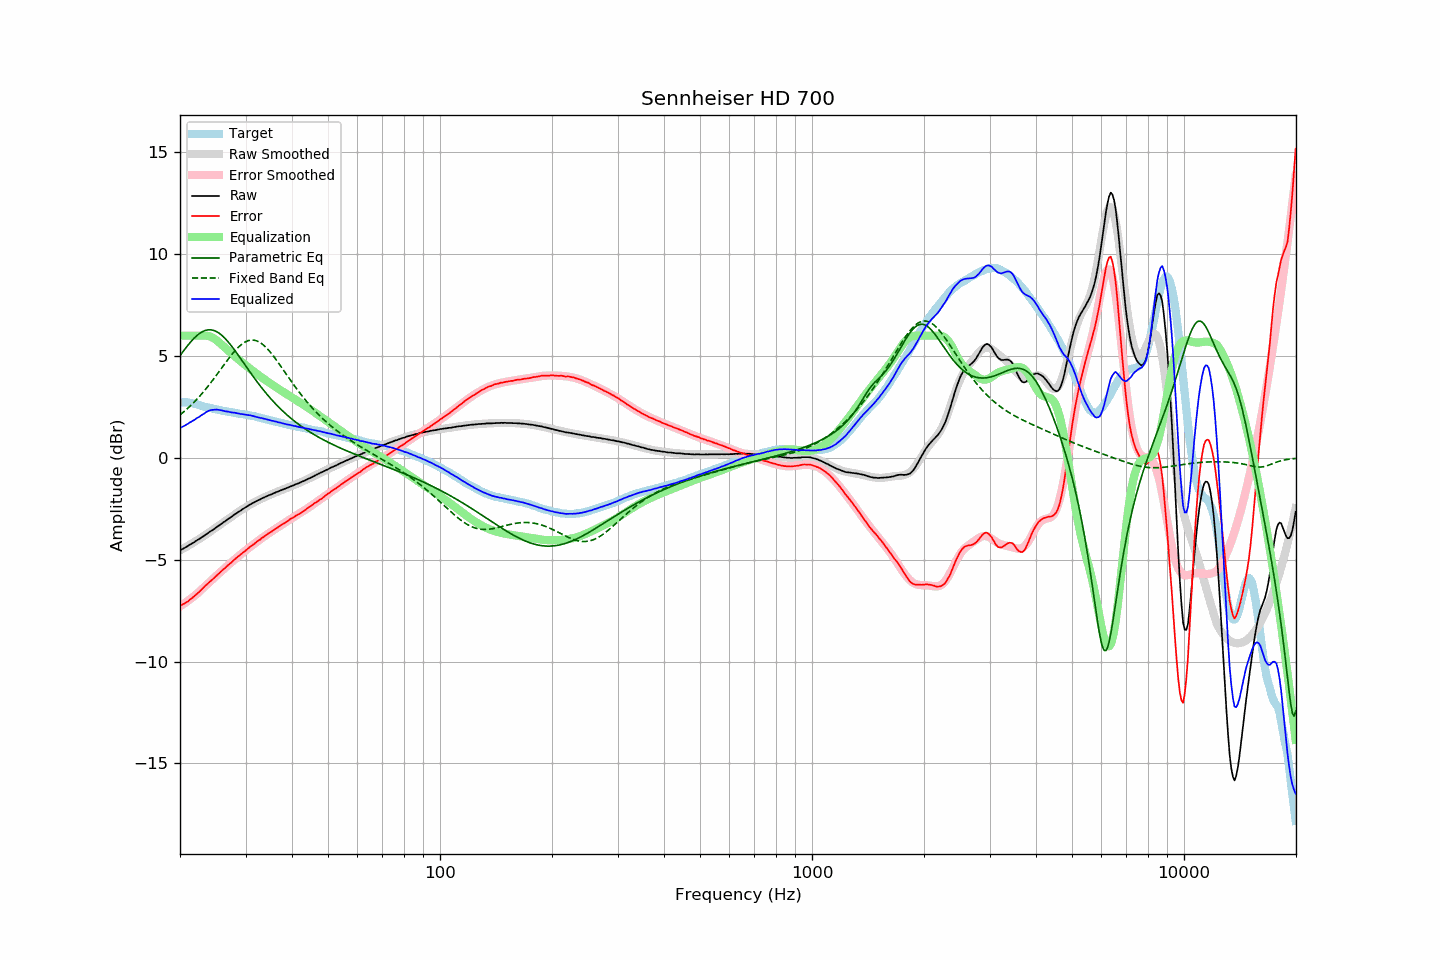 Sennheiser HD 700
Target
Raw Smoothed
Error Smoothed
Raw
Error
Equalization
Parametric Eq
Fixed Band Eq
Equalized
15
10
5
0
−5
−10
−15
Amplitude (dBr)
100
1000
10000
Frequency (Hz)